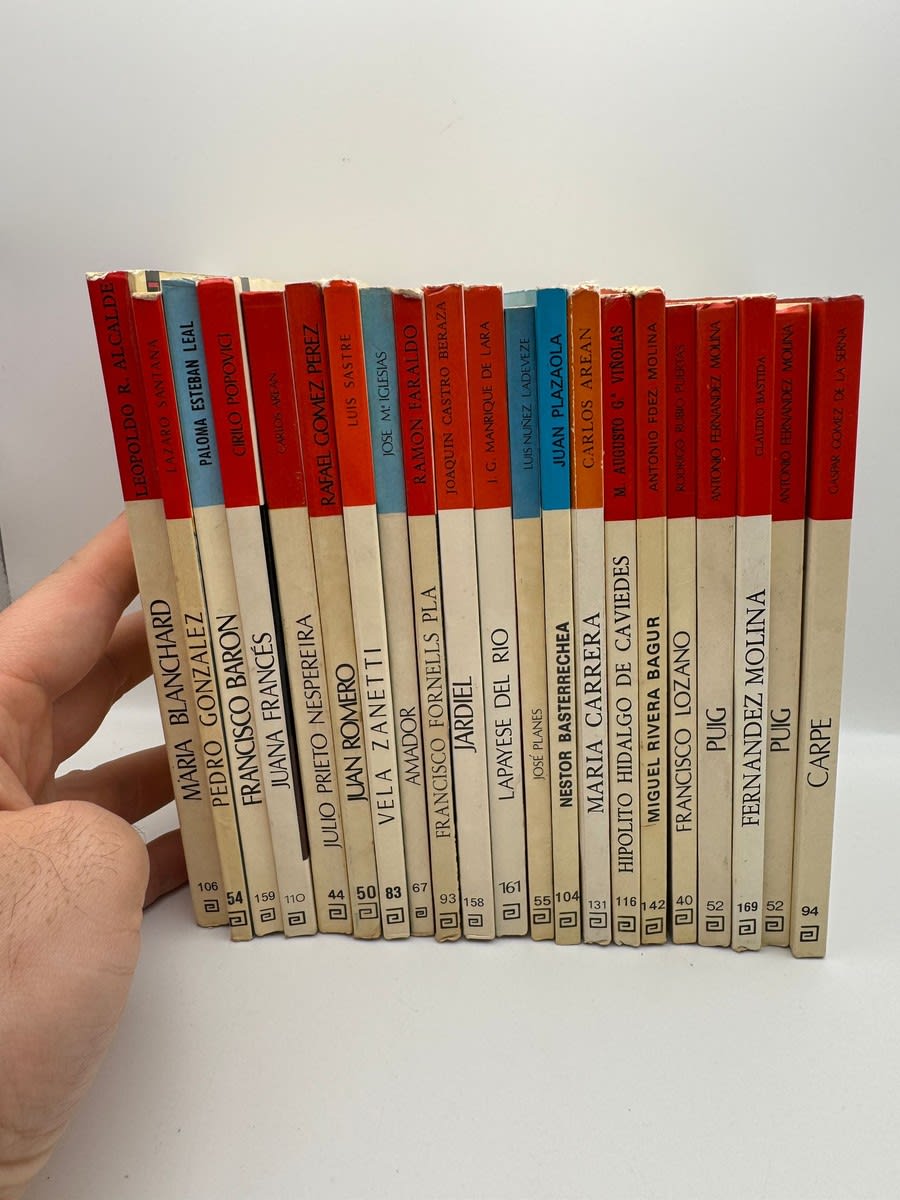 LEOPOLDO R. ALCALDE
MARIA BLANCHARD
106
LAZARO SANTANA
PEDRO GONZALEZ
54
PALOMA ESTEBAN LEAL
FRANCISCO BARON
159
CIRILO POPOVICI
JUANA FRANCÉS
110
CARLOS AREAN
JULIO PRIETO NESPEREIRA
44
RAFAEL GOMEZ PEREZ
JUAN ROMERO
50
LUIS SASTRE
VELA ZANETTI
83
JOSE Mª IGLESIAS
AMADOR
67
RAMON FARALDO
FRANCISCO FORNELLS PLA
93
JOAQUIN CASTRO BERAZA
JARDIEL
158
J. G. MANRIQUE DE LARA
LAPAYESE DEL RIO
161
LUIS NUÑEZ LADEVEZE
JOSÉ PLANES
55
JUAN PLAZAOLA
NESTOR BASTERRECHEA
104
CARLOS AREAN
MARIA CARRERA
131
M. AUGUSTO Gª VIÑOLAS
HIPOLITO HIDALGO DE CAVIEDES
116
ANTONIO FDEZ MOLINA
MIGUEL RIVERA BAGUR
142
RODRIGO RUBIO PUERTAS
FRANCISCO LOZANO
40
ANTONIO FERNANDEZ MOLINA
PUIG
52
CLAUDIO BASTIDA
FERNANDEZ MOLINA
169
ANTONIO FERNANDEZ MOLINA
PUIG
52
GASPAR GOMEZ DE LA SERNA
CARPE
94